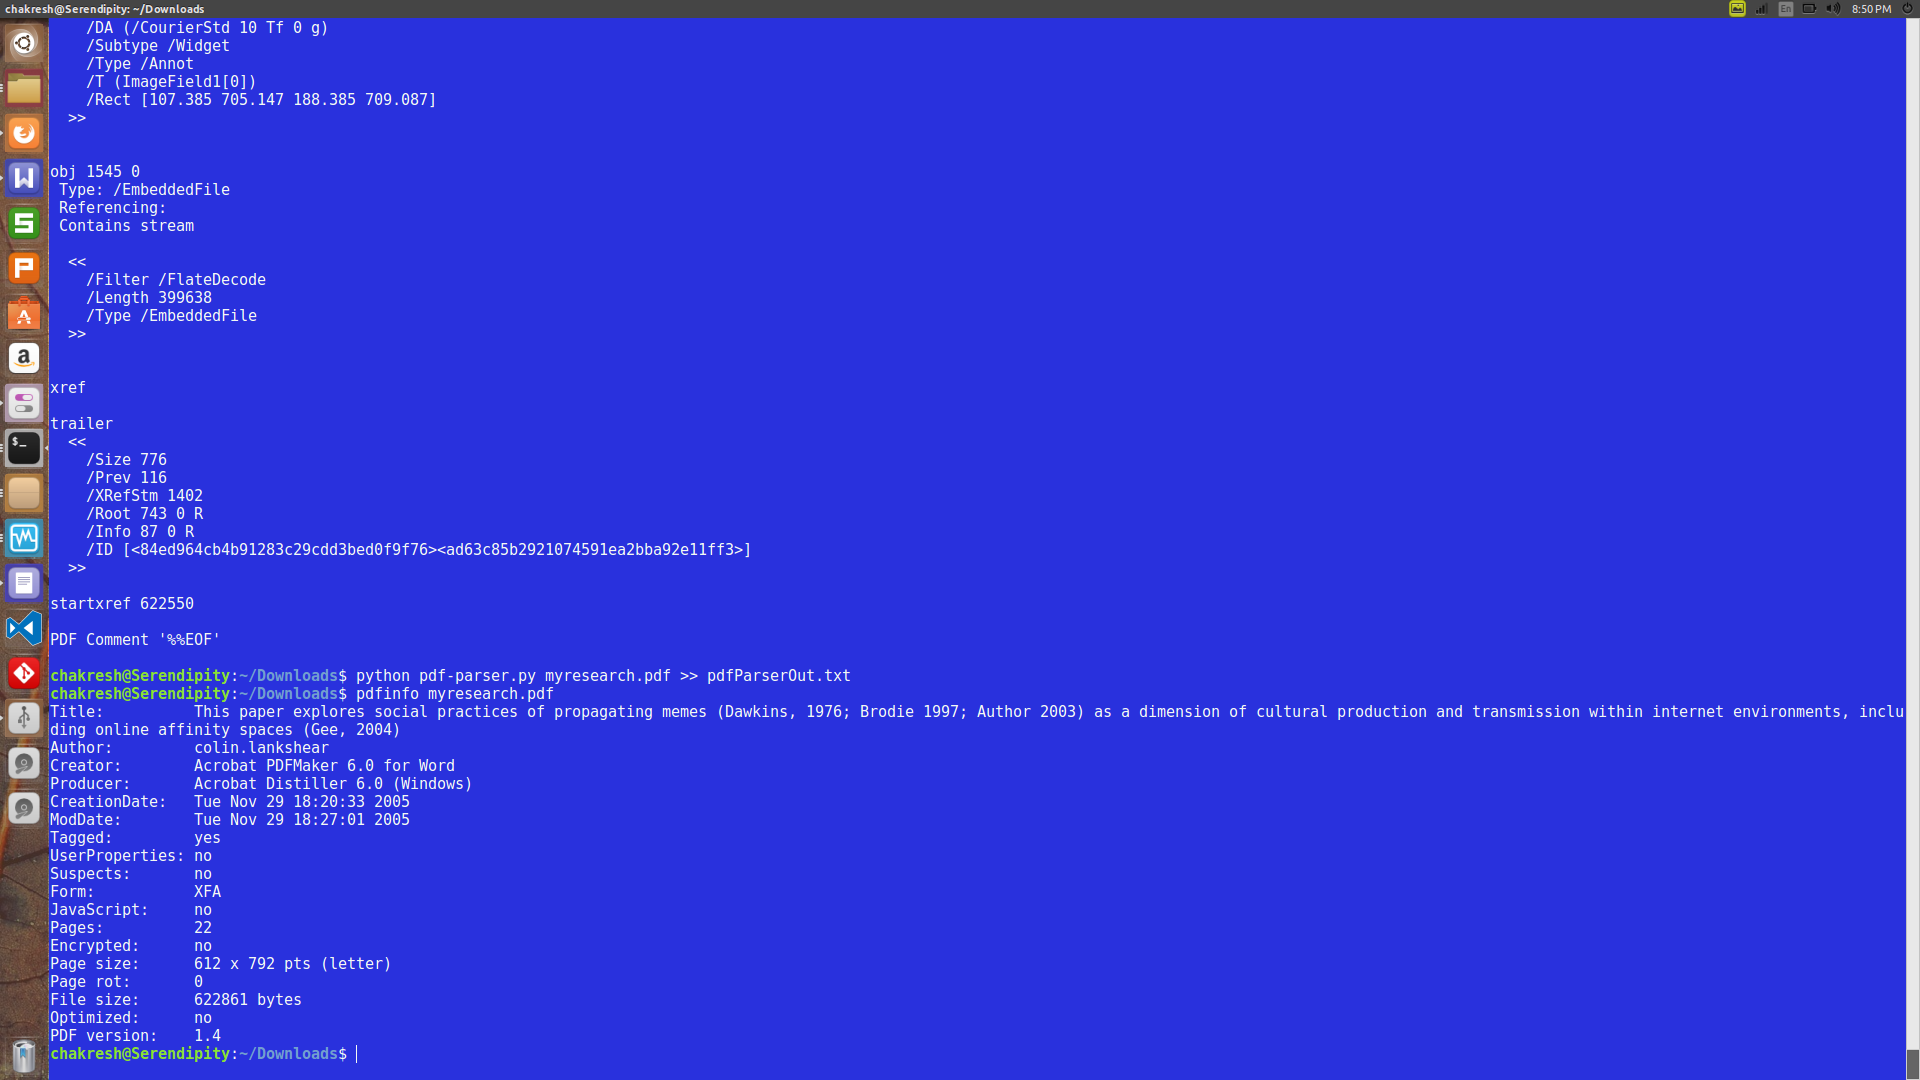 chakresh@Serendipity: ~/Downloads
En
8:50 PM
/DA (/CourierStd 10 Tf 0 g)
/Subtype /Widget
/Type /Annot
/T (ImageField1[0])
/Rect [107.385 705.147 188.385 709.087]
>>
obj 1545 0
Type: /EmbeddedFile
Referencing:
Contains stream
<<
/Filter /FlateDecode
/Length 399638
/Type /EmbeddedFile
>>
xref
trailer
<<
/Size 776
/Prev 116
/XRefStm 1402
/Root 743 0 R
/Info 87 0 R
/ID [<84ed964cb4b91283c29cdd3bed0f9f76><ad63c85b2921074591ea2bba92e11ff3>]
>>
startxref 622550
PDF Comment '%%EOF'
chakresh@Serendipity:~/Downloads$ python pdf-parser.py myresearch.pdf >> pdfParserOut.txt
chakresh@Serendipity:~/Downloads$ pdfinfo myresearch.pdf
Title:          This paper explores social practices of propagating memes (Dawkins, 1976; Brodie 1997; Author 2003) as a dimension of cultural production and transmission within internet environments, inclu
ding online affinity spaces (Gee, 2004)
Author:         colin.lankshear
Creator:        Acrobat PDFMaker 6.0 for Word
Producer:       Acrobat Distiller 6.0 (Windows)
CreationDate:   Tue Nov 29 18:20:33 2005
ModDate:        Tue Nov 29 18:27:01 2005
Tagged:         yes
UserProperties: no
Suspects:       no
Form:           XFA
JavaScript:     no
Pages:          22
Encrypted:      no
Page size:      612 x 792 pts (letter)
Page rot:       0
File size:      622861 bytes
Optimized:      no
PDF version:    1.4
chakresh@Serendipity:~/Downloads$